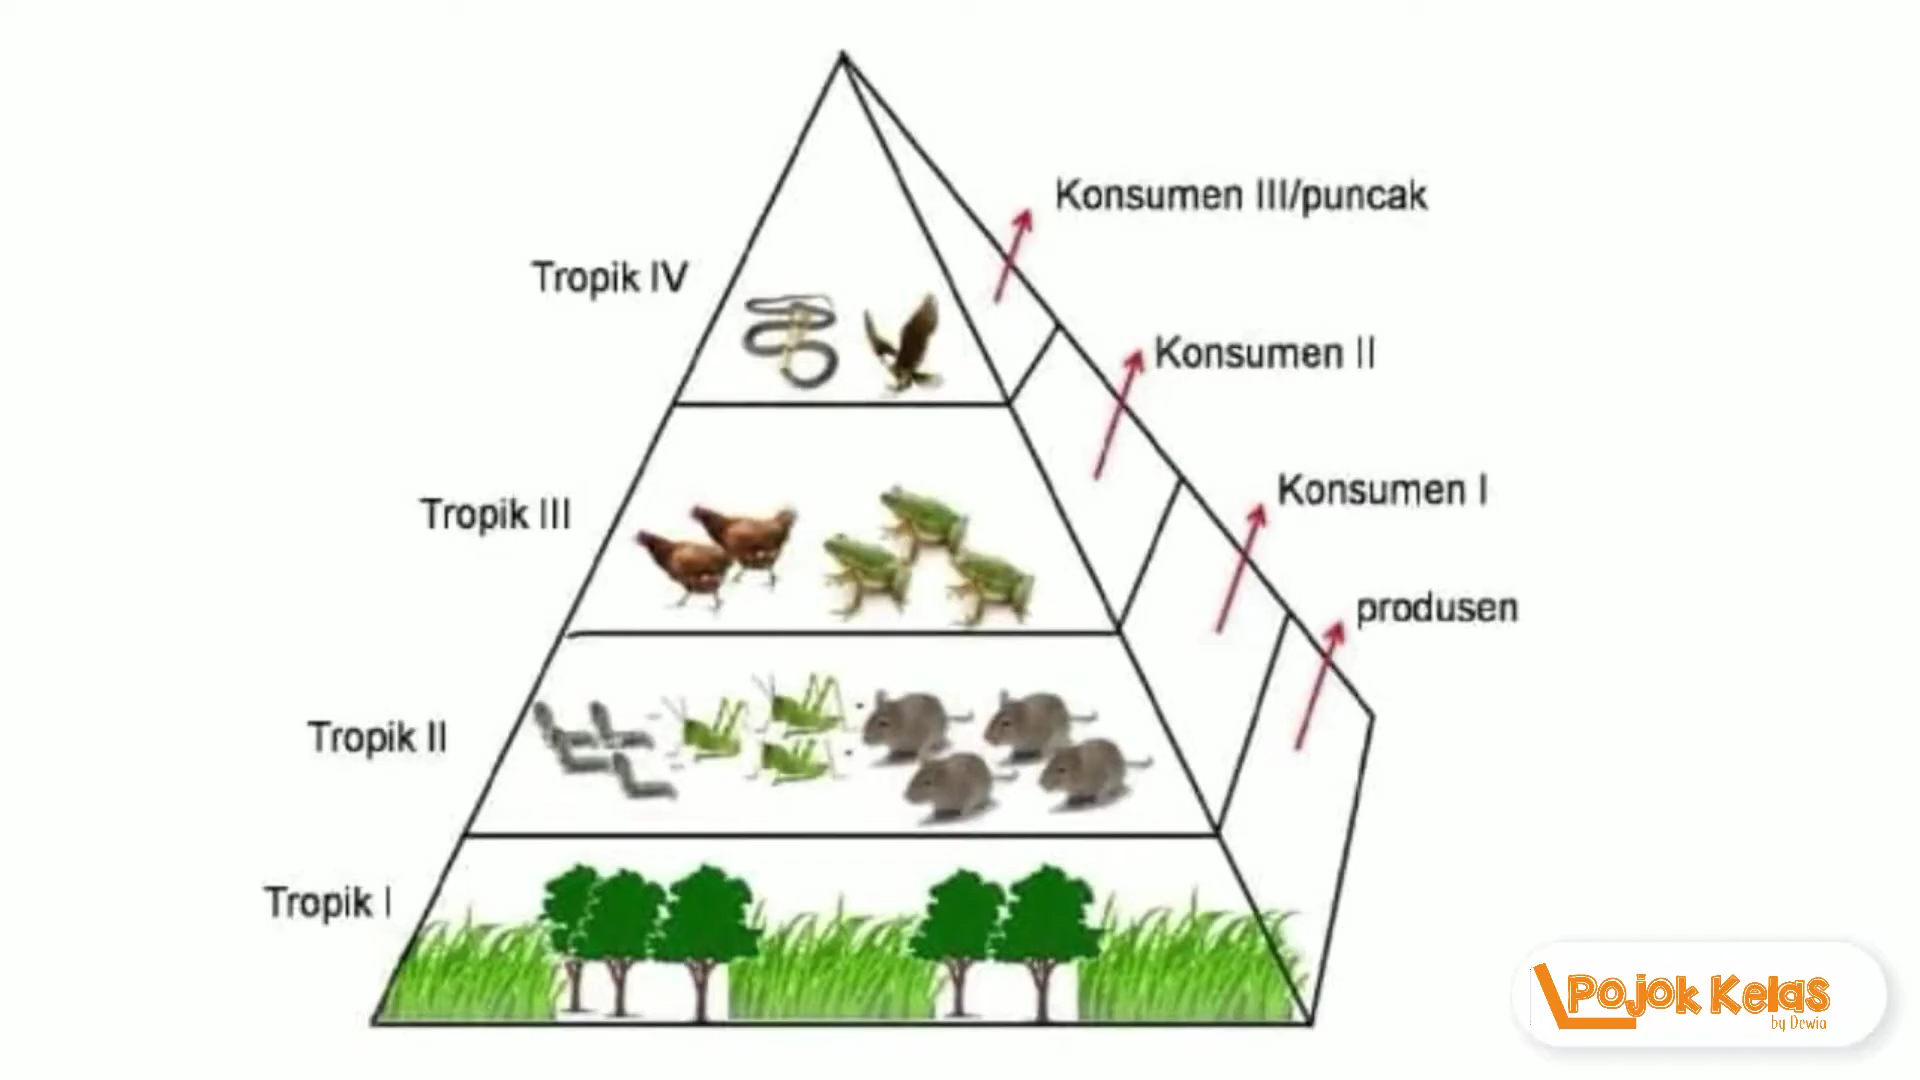 Konsumen III/puncak
Tropik IV
Konsumen II
Tropik III
Konsumen I
produsen
Tropik II
Tropik I
Pojok Kelas
by Dewia